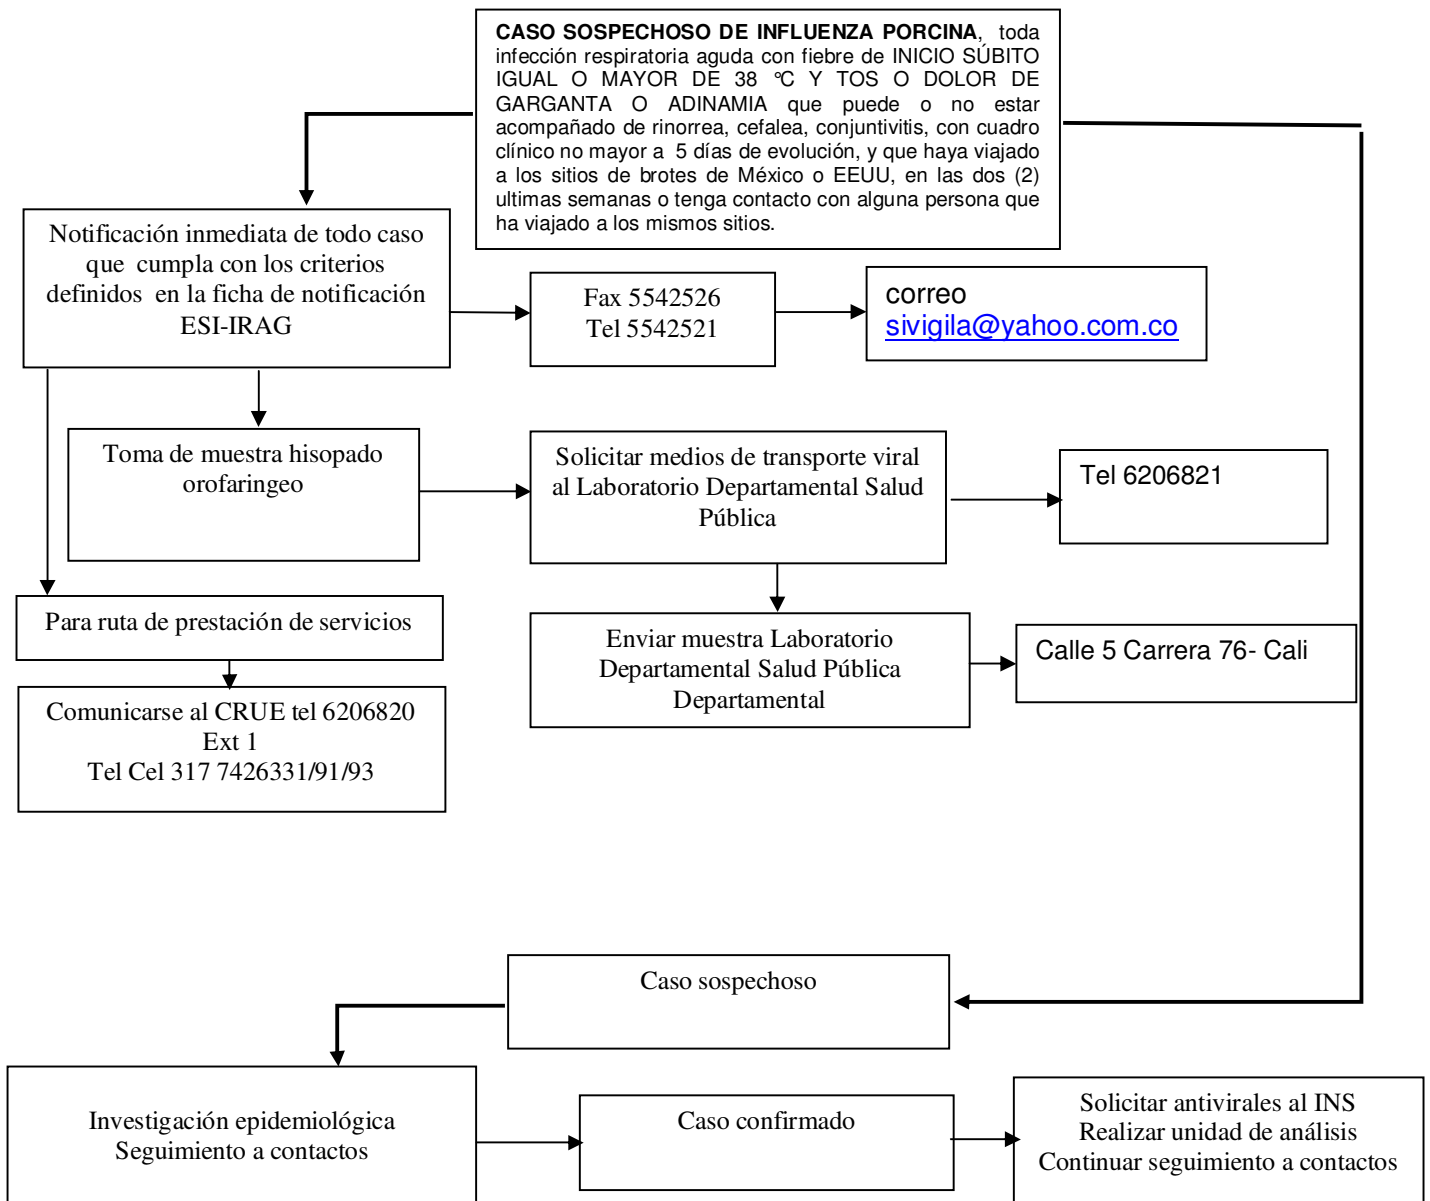 CASO SOSPECHOSO DE INFLUENZA PORCINA, toda
infección respiratoria aguda con fiebre de INICIO SÚBITO
IGUAL O MAYOR DE 38 °C Y TOS O DOLOR DE
GARGANTA O ADINAMIA que puede o no estar
acompañado de rinorrea, cefalea, conjuntivitis, con cuadro
clínico no mayor a 5 días de evolución, y que haya viajado
a los sitios de brotes de México o EEUU, en las dos (2)
ultimas semanas o tenga contacto con alguna persona que
ha viajado a los mismos sitios.
Notificación inmediata de todo caso
que cumpla con los criterios
definidos en la ficha de notificación
ESI-IRAG
Fax 5542526
Tel 5542521
correo
sivigila@yahoo.com.co
Toma de muestra hisopado
orofaringeo
Solicitar medios de transporte viral
al Laboratorio Departamental Salud
Pública
Tel 6206821
Para ruta de prestación de servicios
Enviar muestra Laboratorio
Departamental Salud Pública
Departamental
Calle 5 Carrera 76- Cali
Comunicarse al CRUE tel 6206820
Ext 1
Tel Cel 317 7426331/91/93
Caso sospechoso
Investigación epidemiológica
Seguimiento a contactos
Caso confirmado
Solicitar antivirales al INS
Realizar unidad de análisis
Continuar seguimiento a contactos